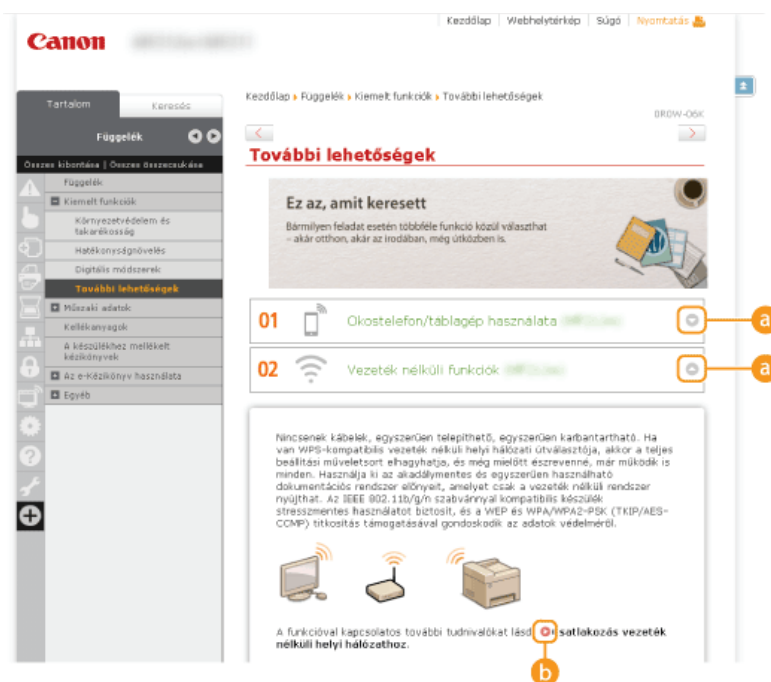 Kezdőlap | Webhelytérkép | Súgó | Nyomtatás
Canon
Tartalom
Keresés
Függelék
Összes kibontása | Összes összecsukása
Függelék
Kiemelt funkciók
Környezetvédelem és
takarékosság
Hatékonyságnövelés
Digitális módszerek
További lehetőségek
Műszaki adatok
Kellékanyagok
A készülékhez mellékelt
kézikönyvek
Az e-Kézikönyv használata
Egyéb
Kezdőlap Függelék Kiemelt funkciók További lehetőségek
0R0W-06K
További lehetőségek
Ez az, amit keresett
Bármilyen feladat esetén többféle funkció közül választhat
– akár otthon, akár az irodában, még útközben is.
01 Okostelefon/táblagép használata
a
02 Vezeték nélküli funkciók
a
Nincsenek kábelek, egyszerűen telepíthető, egyszerűen karbantartható. Ha
van WPS-kompatibilis vezeték nélküli helyi hálózati útválasztója, akkor a teljes
beállítási műveletsort elhagyhatja, és még mielőtt észrevenné, már működik is
minden. Használja ki az akadálymentes és egyszerűen használható
dokumentációs rendszer előnyeit, amelyet csak a vezeték nélküli rendszer
nyújthat. Az IEEE 802.11b/g/n szabvánnyal kompatibilis készülék
stresszmentes használatot biztosít, és a WEP és WPA/WPA2-PSK (TKIP/AES-
CCMP) titkosítás támogatásával gondoskodik az adatok védelméről.
A funkcióval kapcsolatos további tudnivalókat lásd: satlakozás vezeték
nélküli helyi hálózathoz.
b